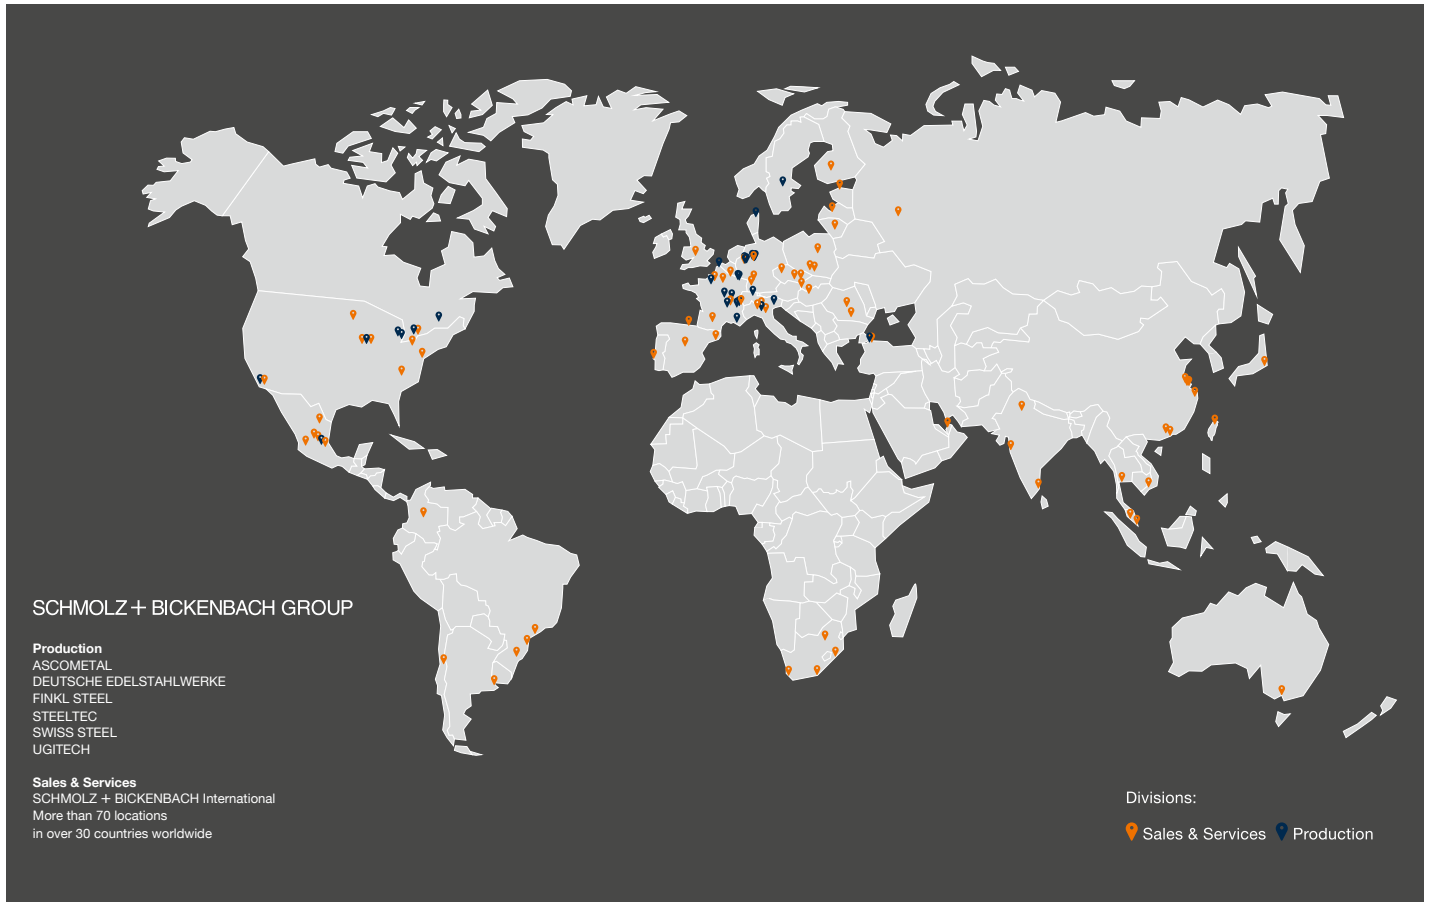 SCHMOLZ + BICKENBACH GROUP
Production
ASCOMETAL
DEUTSCHE EDELSTAHLWERKE
FINKL STEEL
STEELTEC
SWISS STEEL
UGITECH
Sales & Services
SCHMOLZ + BICKENBACH International
More than 70 locations
in over 30 countries worldwide
Divisions:
Sales & Services Production